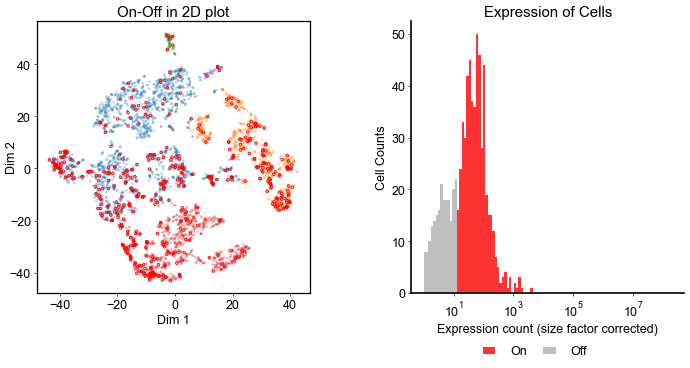 On-Off in 2D plot
Dim 2
40
20
0
−20
−40
−40 −20 0 20 40
Dim 1
Expression of Cells
Cell Counts
50
40
30
20
10
0
10^1 10^3 10^5 10^7
Expression count (size factor corrected)
On Off